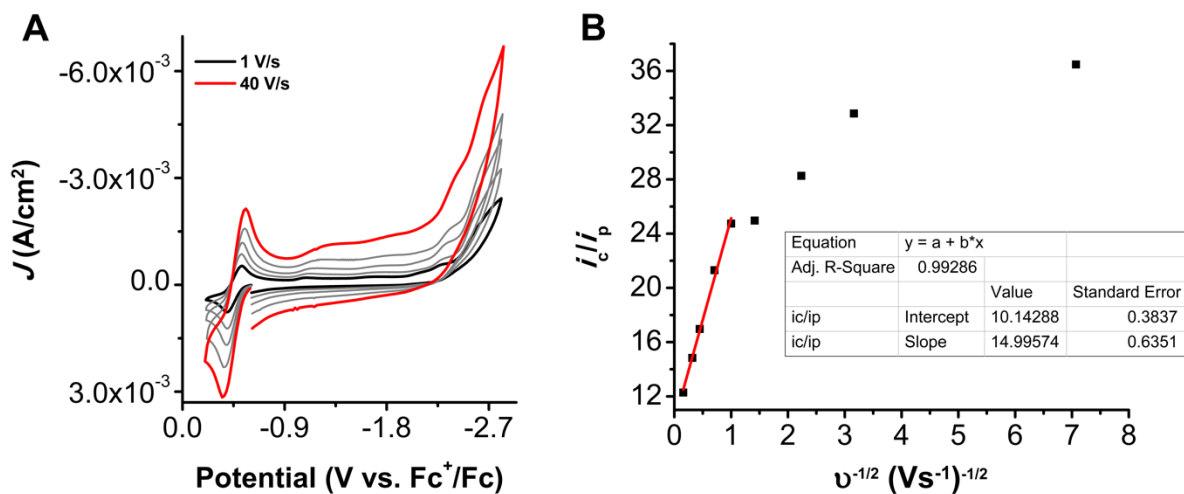 A
1 V/s
40 V/s
-6.0x10⁻³
-3.0x10⁻³
0.0
3.0x10⁻³
J (A/cm²)
0.0 -0.9 -1.8 -2.7
Potential (V vs. Fc⁺/Fc)
B
36
32
28
24
20
16
12
i_c/i_p
Equation y = a + b*x
Adj. R-Square 0.99286
Value Standard Error
ic/ip Intercept 10.14288 0.3837
ic/ip Slope 14.99574 0.6351
0 1 2 3 4 5 6 7 8
υ⁻¹/² (Vs⁻¹)⁻¹/²